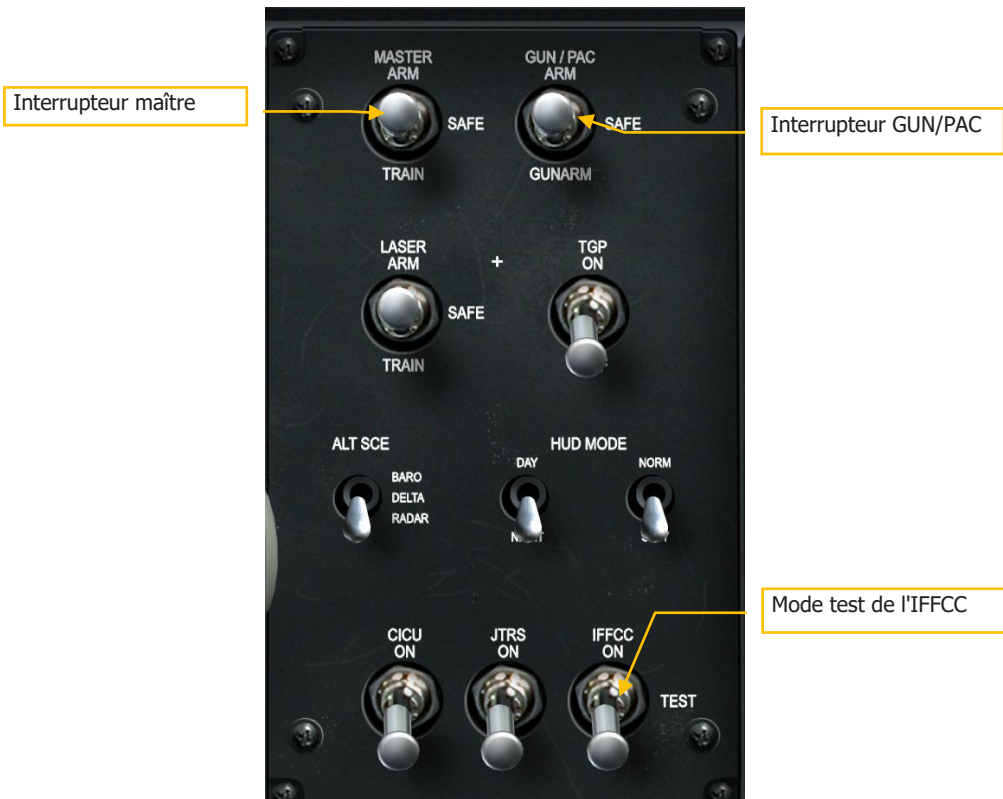 MASTER
ARM
GUN / PAC
ARM
Interrupteur maître
SAFE
SAFE
Interrupteur GUN/PAC
TRAIN
GUNARM
LASER
ARM
+
TGP
ON
SAFE
TRAIN
ALT SCE
HUD MODE
BARO
DELTA
RADAR
DAY
NORM
Mode test de l'IFFCC
CICU
ON
JTRS
ON
IFFCC
ON
TEST